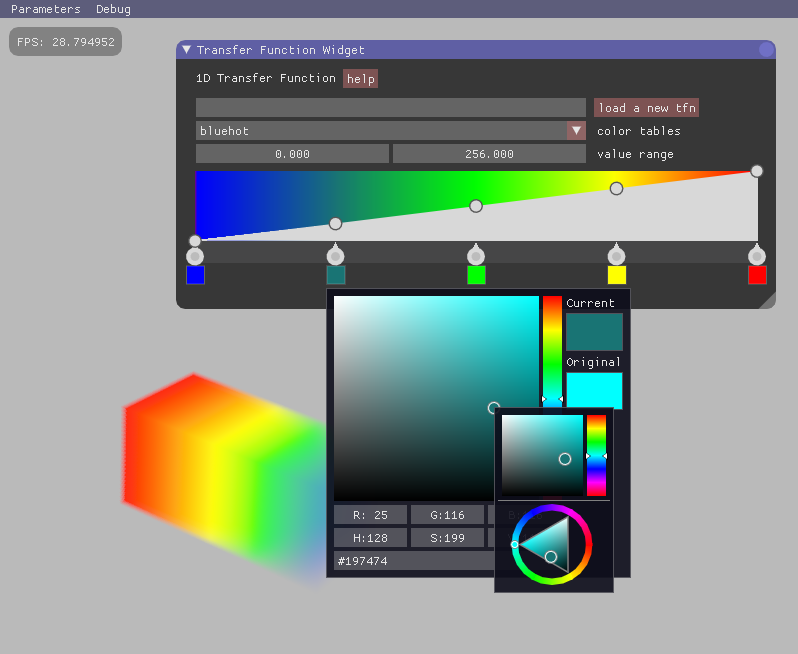 Parameters Debug
FPS: 28.794952
Transfer Function Widget
1D Transfer Function help
load a new tfn
bluehot color tables
0.000 256.000 value range
Current
Original
R: 25 G:116
H:128 S:199
#197474